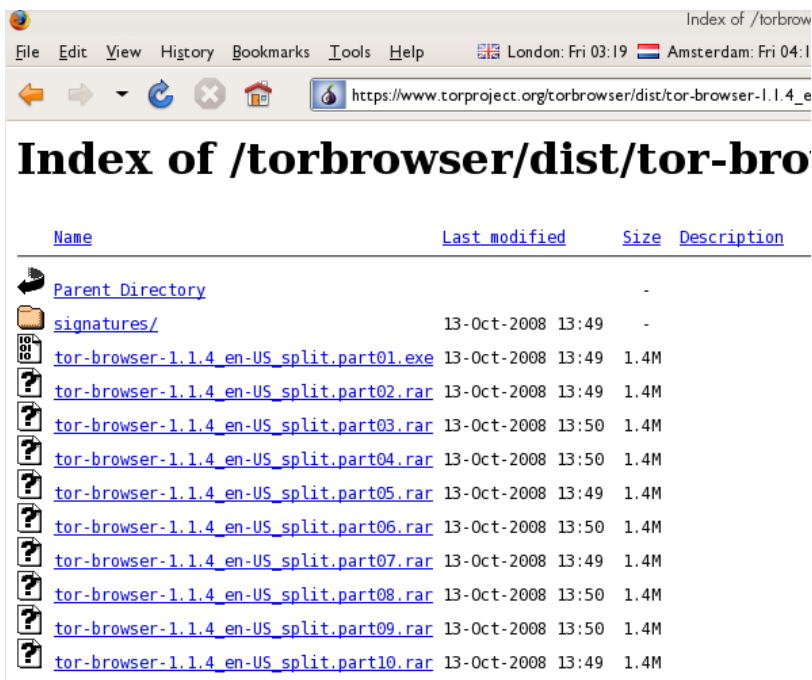 Index of /torbrow
File Edit View History Bookmarks Tools Help London: Fri 03:19 Amsterdam: Fri 04:1
https://www.torproject.org/torbrowser/dist/tor-browser-1.1.4_e
Index of /torbrowser/dist/tor-bro
Name Last modified Size Description
Parent Directory -
signatures/ 13-Oct-2008 13:49 -
tor-browser-1.1.4_en-US_split.part01.exe 13-Oct-2008 13:49 1.4M
tor-browser-1.1.4_en-US_split.part02.rar 13-Oct-2008 13:49 1.4M
tor-browser-1.1.4_en-US_split.part03.rar 13-Oct-2008 13:50 1.4M
tor-browser-1.1.4_en-US_split.part04.rar 13-Oct-2008 13:50 1.4M
tor-browser-1.1.4_en-US_split.part05.rar 13-Oct-2008 13:49 1.4M
tor-browser-1.1.4_en-US_split.part06.rar 13-Oct-2008 13:50 1.4M
tor-browser-1.1.4_en-US_split.part07.rar 13-Oct-2008 13:49 1.4M
tor-browser-1.1.4_en-US_split.part08.rar 13-Oct-2008 13:50 1.4M
tor-browser-1.1.4_en-US_split.part09.rar 13-Oct-2008 13:50 1.4M
tor-browser-1.1.4_en-US_split.part10.rar 13-Oct-2008 13:49 1.4M